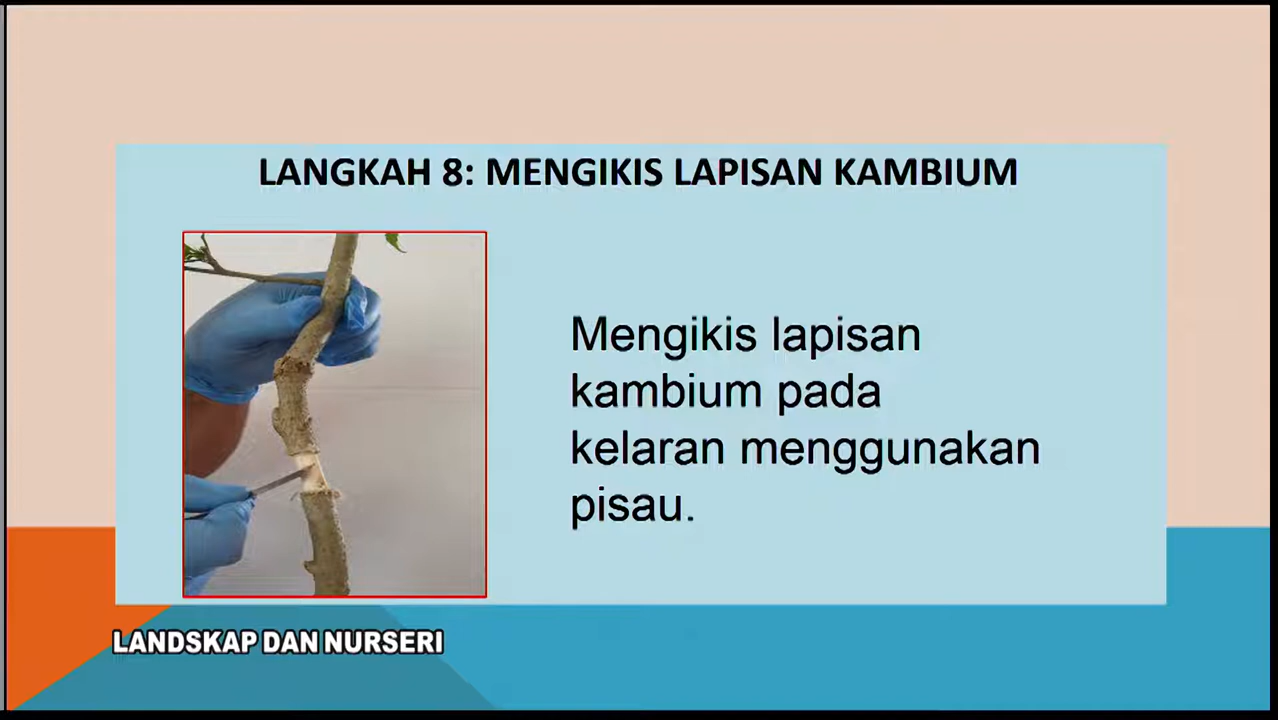 LANGKAH 8: MENGIKIS LAPISAN KAMBIUM
Mengikis lapisan
kambium pada
kelaran menggunakan
pisau.
LANDSKAP DAN NURSERI